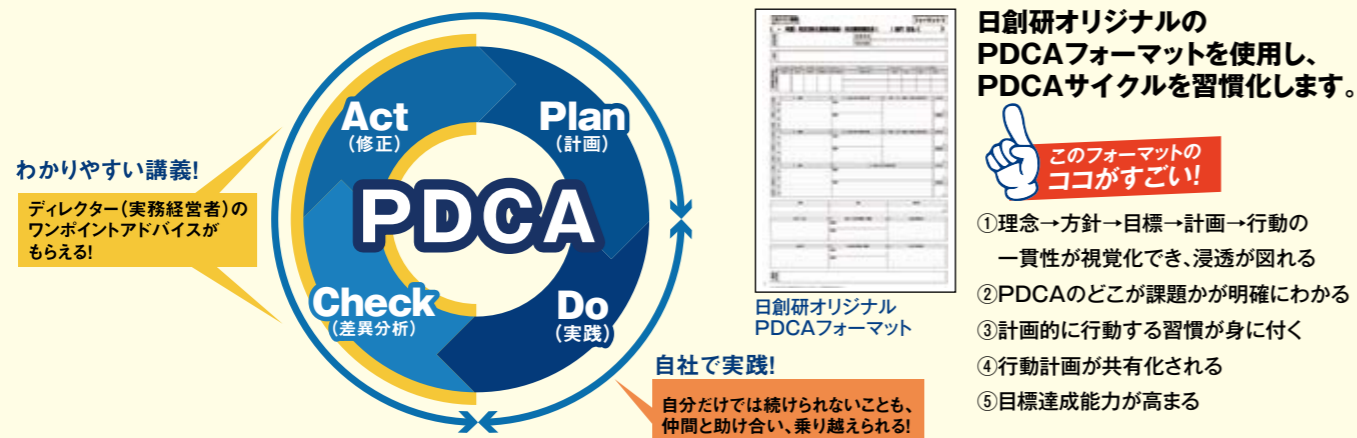 Act
(修正)
Plan
(計画)
PDCA
Check
(差異分析)
Do
(実践)
わかりやすい講義!
ディレクター(実務経営者)の
ワンポイントアドバイスが
もらえる!
自社で実践!
自分だけでは続けられないことも、
仲間と助け合い、乗り越えられる!
日創研オリジナル
PDCAフォーマット
日創研オリジナルの
PDCAフォーマットを使用し、
PDCAサイクルを習慣化します。
このフォーマットの
ココがすごい!
①理念→方針→目標→計画→行動の
一貫性が視覚化でき、浸透が図れる
②PDCAのどこが課題かが明確にわかる
③計画的に行動する習慣が身に付く
④行動計画が共有化される
⑤目標達成能力が高まる